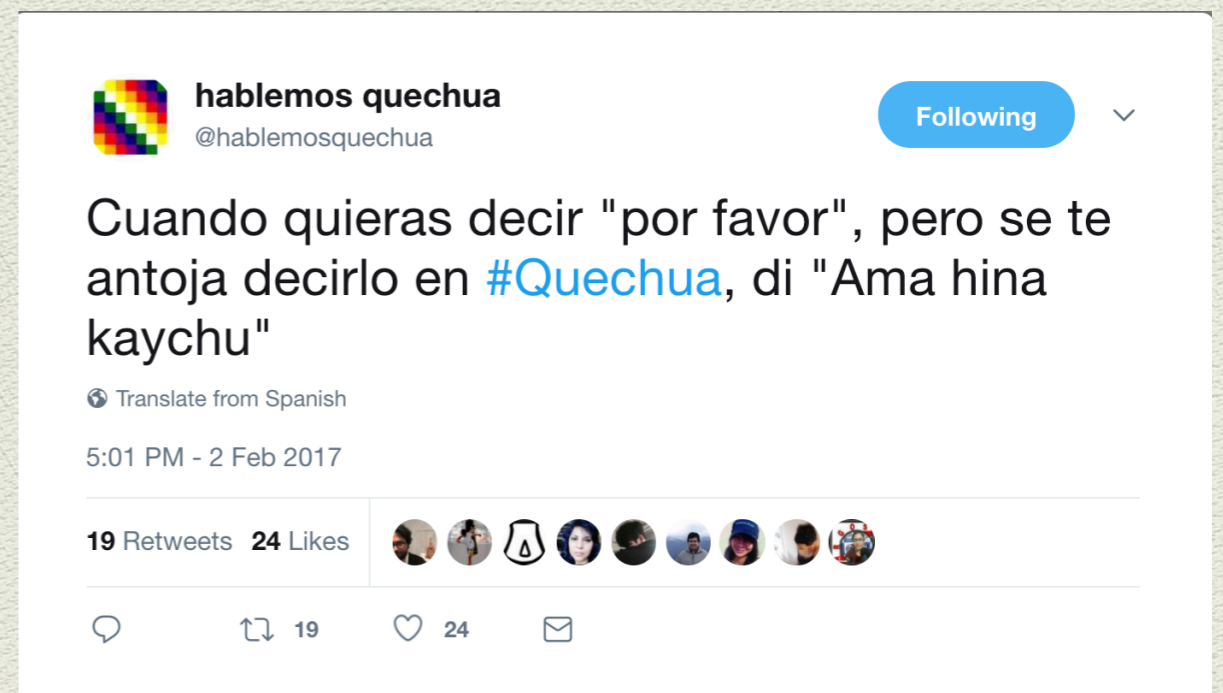 hablemos quechua
@hablemosquechua
Following
Cuando quieras decir "por favor", pero se te
antoja decirlo en #Quechua, di "Ama hina
kaychu"
Translate from Spanish
5:01 PM - 2 Feb 2017
19 Retweets 24 Likes
19 24